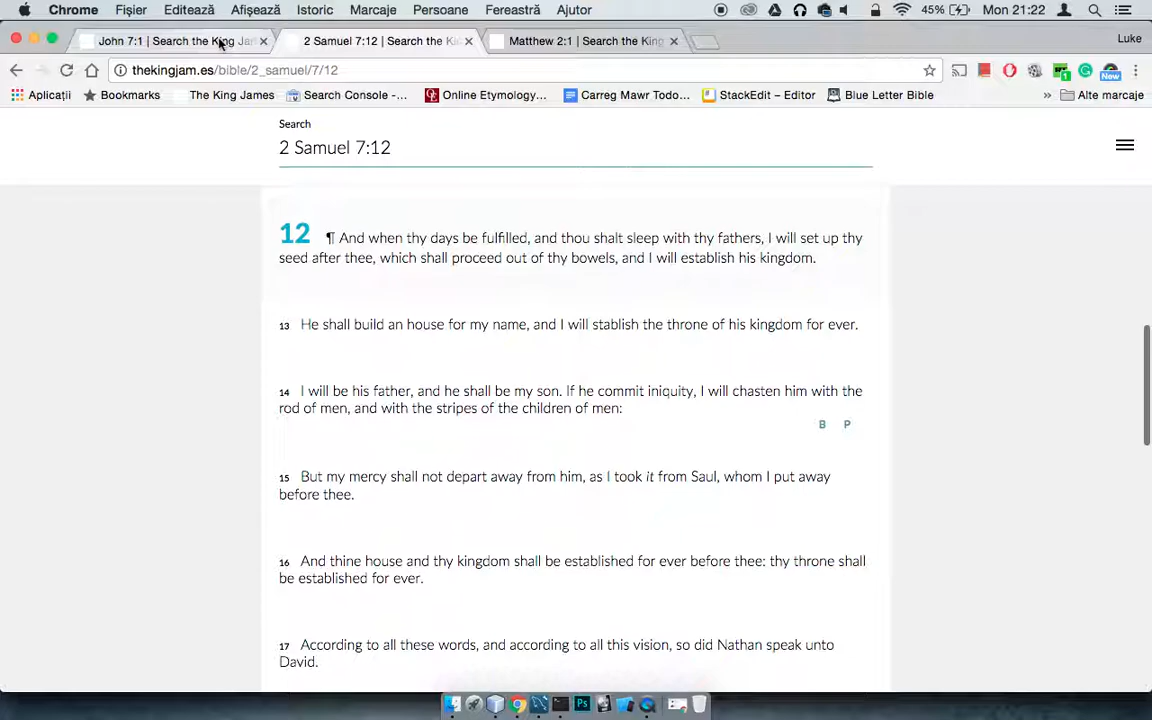 Chrome Fișier Editează Afișează Istoric Marcaje Persoane Fereastră Ajutor 45% Mon 21:22
John 7:1 | Search the King Jam 2 Samuel 7:12 | Search the Kin Matthew 2:1 | Search the King Luke
thekingjam.es/bible/2_samuel/7/12
Aplicații Bookmarks The King James Search Console -... Online Etymology... Carreg Mawr Todo... StackEdit – Editor Blue Letter Bible » Alte marcaje
New
Search
2 Samuel 7:12
12 ¶ And when thy days be fulfilled, and thou shalt sleep with thy fathers, I will set up thy
seed after thee, which shall proceed out of thy bowels, and I will establish his kingdom.
13 He shall build an house for my name, and I will stablish the throne of his kingdom for ever.
14 I will be his father, and he shall be my son. If he commit iniquity, I will chasten him with the
rod of men, and with the stripes of the children of men:
B P
15 But my mercy shall not depart away from him, as I took it from Saul, whom I put away
before thee.
16 And thine house and thy kingdom shall be established for ever before thee: thy throne shall
be established for ever.
17 According to all these words, and according to all this vision, so did Nathan speak unto
David.
Ps